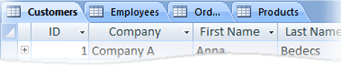 Customers Employees Ord... Products
ID Company First Name Last Name
1 Company A Anna Bedecs